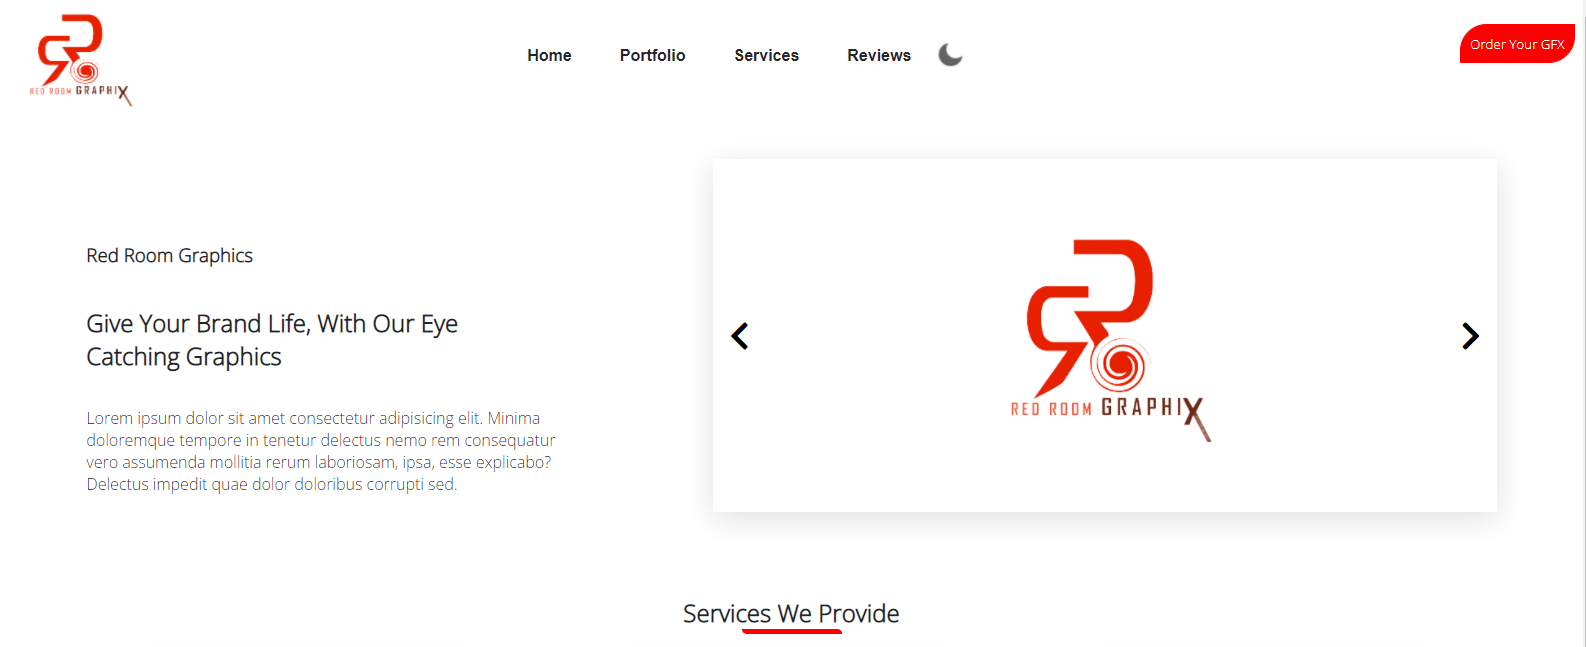 RED ROOM GRAPHIX
Home Portfolio Services Reviews
Order Your GFX
Red Room Graphics
Give Your Brand Life, With Our Eye
Catching Graphics
Lorem ipsum dolor sit amet consectetur adipisicing elit. Minima
doloremque tempore in tenetur delectus nemo rem consequatur
vero assumenda mollitia rerum laboriosam, ipsa, esse explicabo?
Delectus impedit quae dolor doloribus corrupti sed.
RED ROOM GRAPHIX
Services We Provide